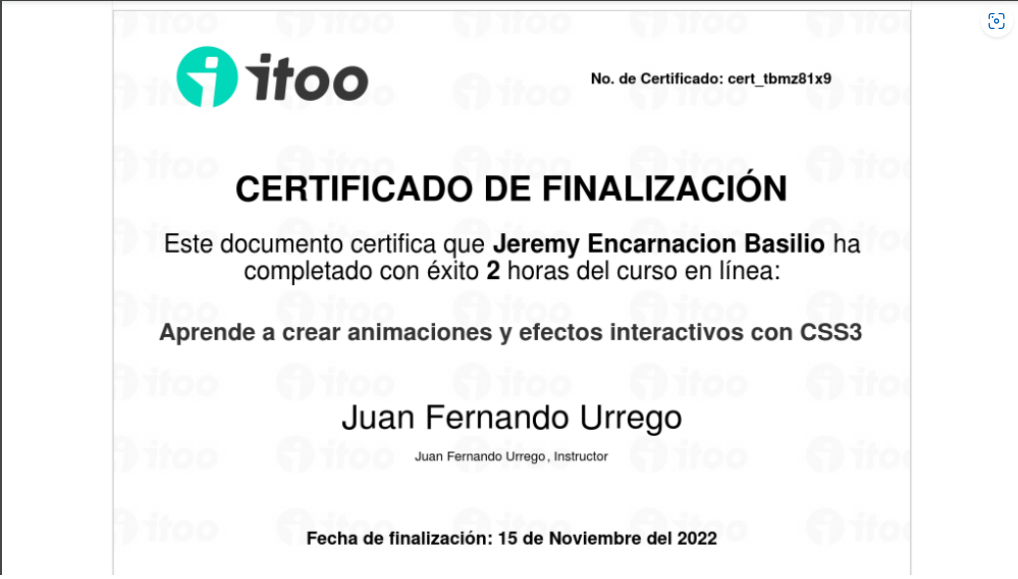 itoo
No. de Certificado: cert_tbmz81x9
CERTIFICADO DE FINALIZACIÓN
Este documento certifica que Jeremy Encarnacion Basilio ha
completado con éxito 2 horas del curso en línea:
Aprende a crear animaciones y efectos interactivos con CSS3
Juan Fernando Urrego
Juan Fernando Urrego, Instructor
Fecha de finalización: 15 de Noviembre del 2022